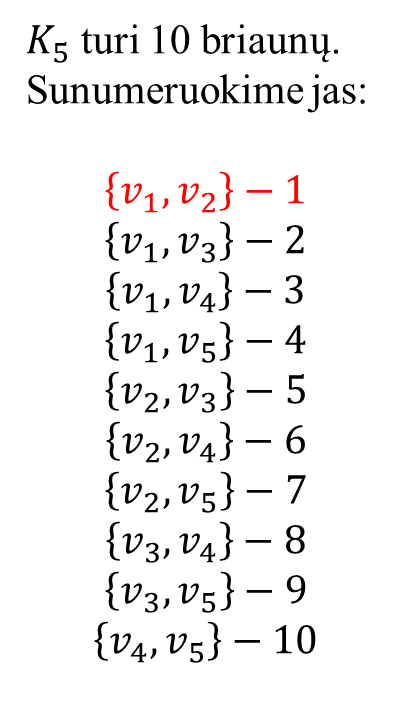 K₅ turi 10 briaunų.
Sunumeruokime jas:
{v₁, v₂} − 1
{v₁, v₃} − 2
{v₁, v₄} − 3
{v₁, v₅} − 4
{v₂, v₃} − 5
{v₂, v₄} − 6
{v₂, v₅} − 7
{v₃, v₄} − 8
{v₃, v₅} − 9
{v₄, v₅} − 10